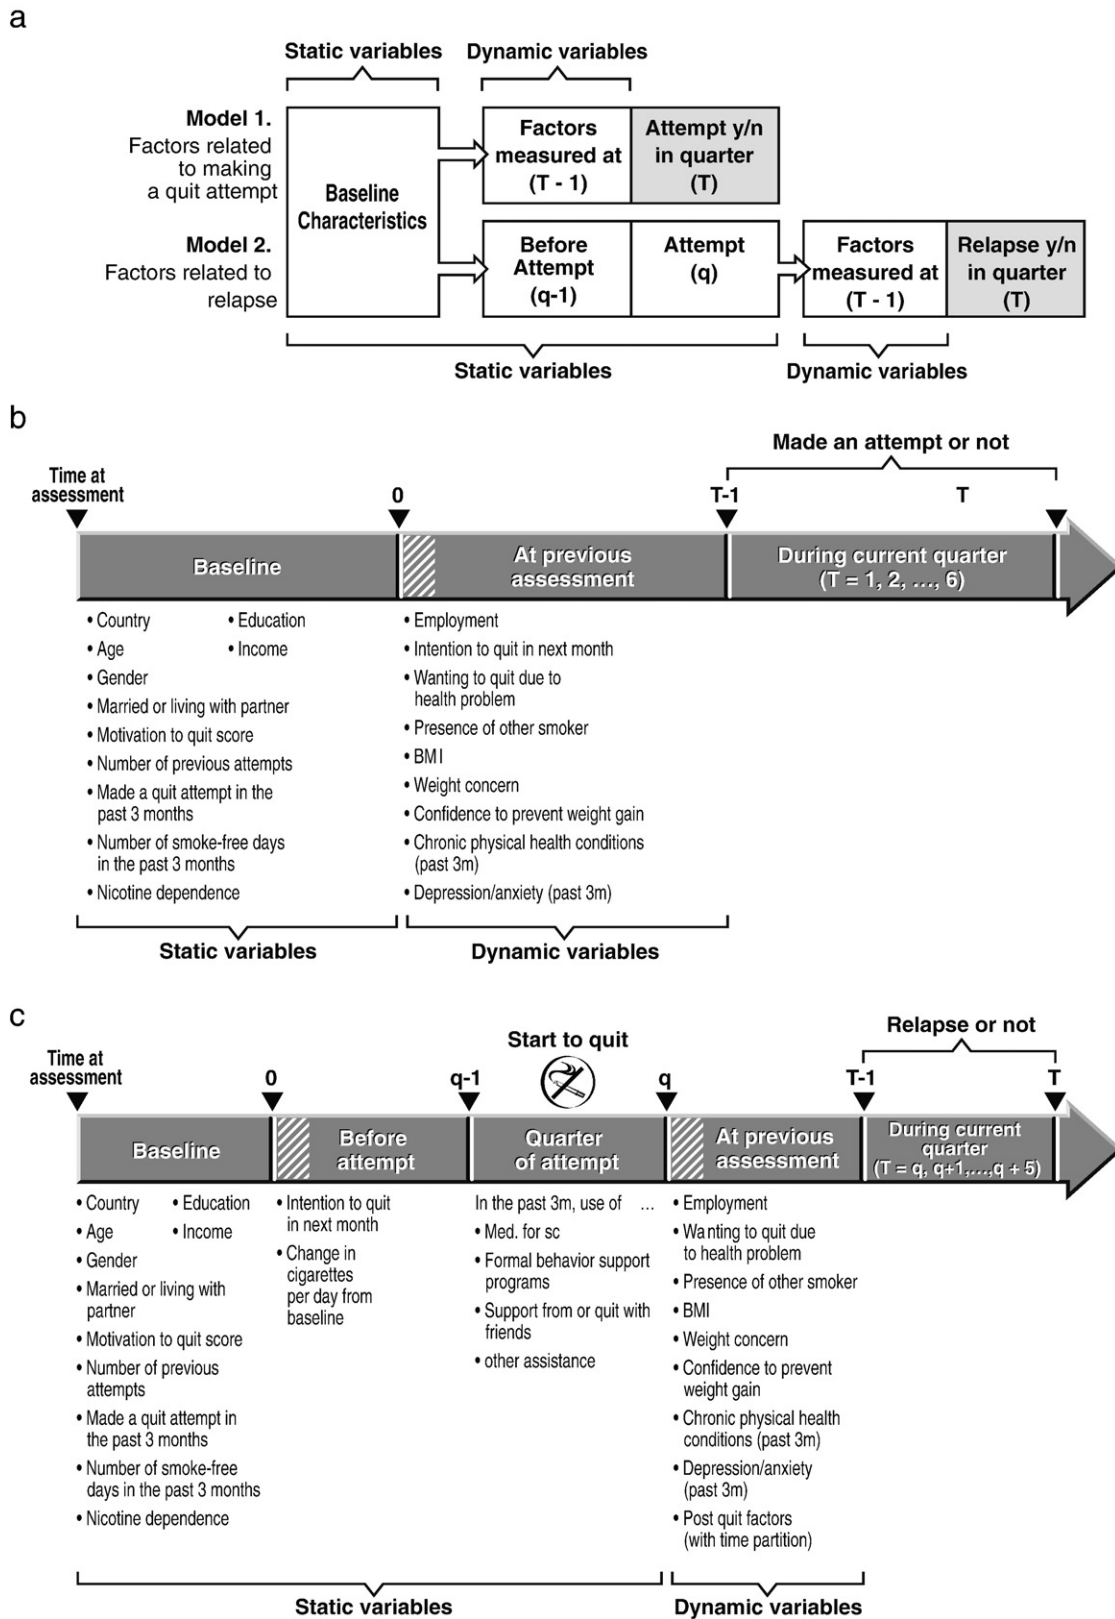 a
Static variables
Dynamic variables
Model 1.
Factors related
to making
a quit attempt
Baseline
Characteristics
Factors
measured at
(T - 1)
Attempt y/n
in quarter
(T)
Model 2.
Factors related to
relapse
Before
Attempt
(q-1)
Attempt
(q)
Factors
measured at
(T - 1)
Relapse y/n
in quarter
(T)
Static variables
Dynamic variables
b
Made an attempt or not
Time at
assessment
0
T-1
T
Baseline
At previous
assessment
During current quarter
(T = 1, 2, ..., 6)
• Country
• Age
• Gender
• Married or living with partner
• Motivation to quit score
• Number of previous attempts
• Made a quit attempt in the
past 3 months
• Number of smoke-free days
in the past 3 months
• Nicotine dependence
• Education
• Income
• Employment
• Intention to quit in next month
• Wanting to quit due to
health problem
• Presence of other smoker
• BMI
• Weight concern
• Confidence to prevent weight gain
• Chronic physical health conditions
(past 3m)
• Depression/anxiety (past 3m)
Static variables
Dynamic variables
c
Start to quit
Relapse or not
Time at
assessment
0
q-1
q
T-1
T
Baseline
Before
attempt
Quarter
of attempt
At previous
assessment
During current
quarter
(T = q, q+1,...,q + 5)
• Country
• Age
• Gender
• Married or living with
partner
• Motivation to quit score
• Number of previous
attempts
• Made a quit attempt in
the past 3 months
• Number of smoke-free
days in the past 3 months
• Nicotine dependence
• Education
• Income
• Intention to quit
in next month
• Change in
cigarettes
per day from
baseline
In the past 3m, use of ...
• Med. for sc
• Formal behavior support
programs
• Support from or quit with
friends
• other assistance
• Employment
• Wanting to quit due
to health problem
• Presence of other smoker
• BMI
• Weight concern
• Confidence to prevent
weight gain
• Chronic physical health
conditions (past 3m)
• Depression/anxiety
(past 3m)
• Post quit factors
(with time partition)
Static variables
Dynamic variables